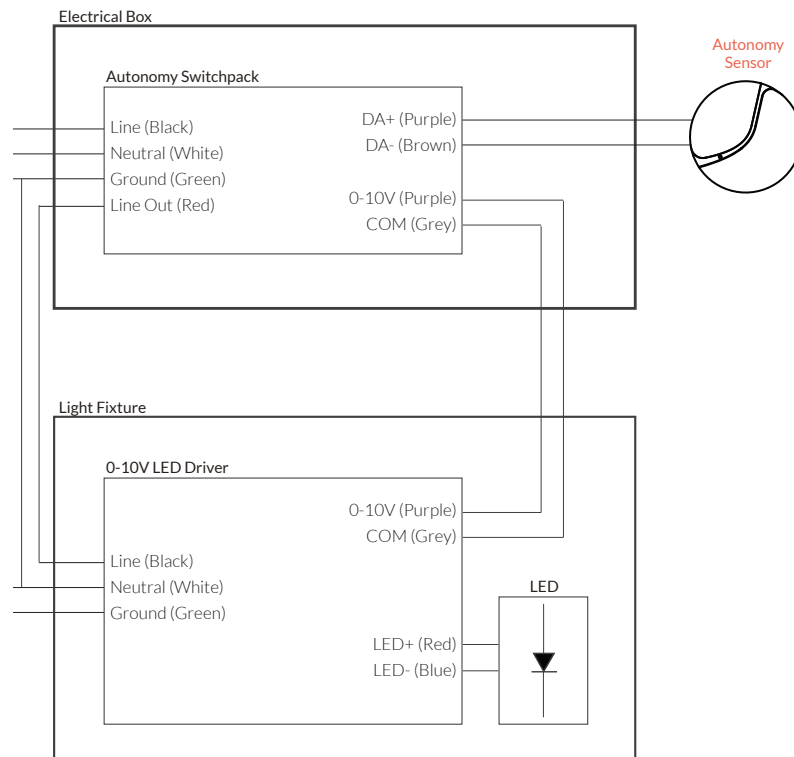 Electrical Box
Autonomy
Sensor
Autonomy Switchpack
Line (Black)
Neutral (White)
Ground (Green)
Line Out (Red)
DA+ (Purple)
DA- (Brown)
0-10V (Purple)
COM (Grey)
Light Fixture
0-10V LED Driver
0-10V (Purple)
COM (Grey)
Line (Black)
Neutral (White)
Ground (Green)
LED
LED+ (Red)
LED- (Blue)